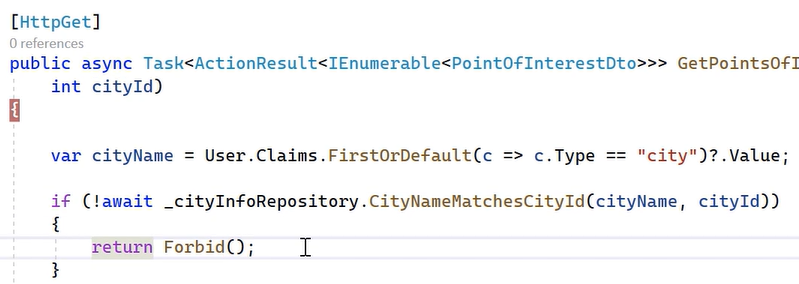 [HttpGet]
0 references
public async Task<ActionResult<IEnumerable<PointOfInterestDto>>> GetPointsOfI
int cityId)
{
var cityName = User.Claims.FirstOrDefault(c => c.Type == "city")?.Value;
if (!await _cityInfoRepository.CityNameMatchesCityId(cityName, cityId))
{
return Forbid();
}